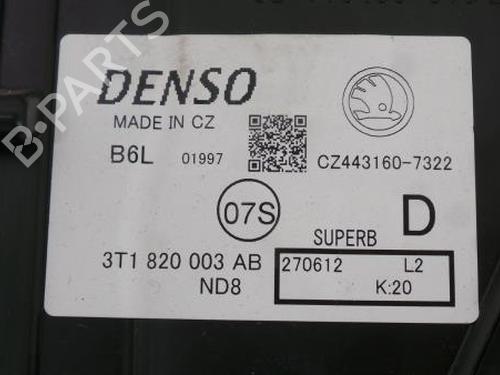 B-PARTS
DENSO
MADE IN CZ
B6L 01997
CZ443160-7322
07S
D
SUPERB
3T1 820 003 AB
270612 L2
ND8
K:20